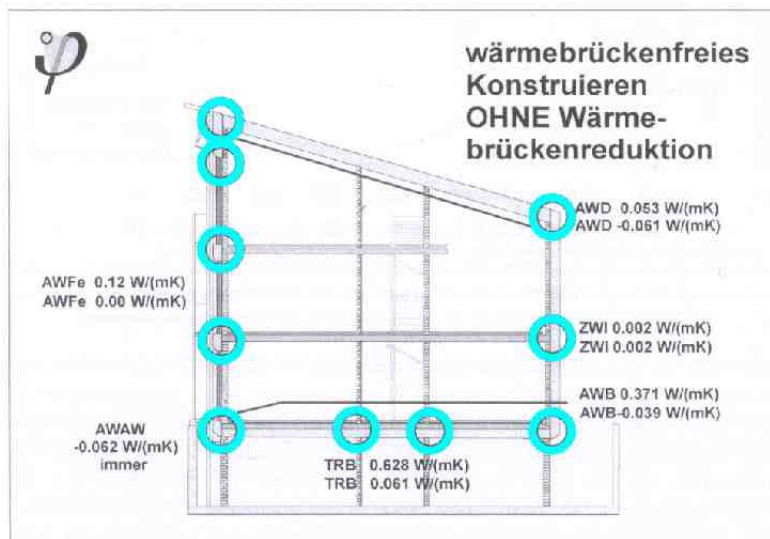 wärmebrückenfreies
Konstruieren
OHNE Wärme-
brückenreduktion
AWD 0.053 W/(mK)
AWD -0.061 W/(mK)
AWFe 0.12 W/(mK)
AWFe 0.00 W/(mK)
ZWI 0.002 W/(mK)
ZWI 0.002 W/(mK)
AWB 0.371 W/(mK)
AWB-0.039 W/(mK)
AWAW
-0.062 W/(mK)
immer
TRB 0.628 W/(mK)
TRB 0.061 W/(mK)